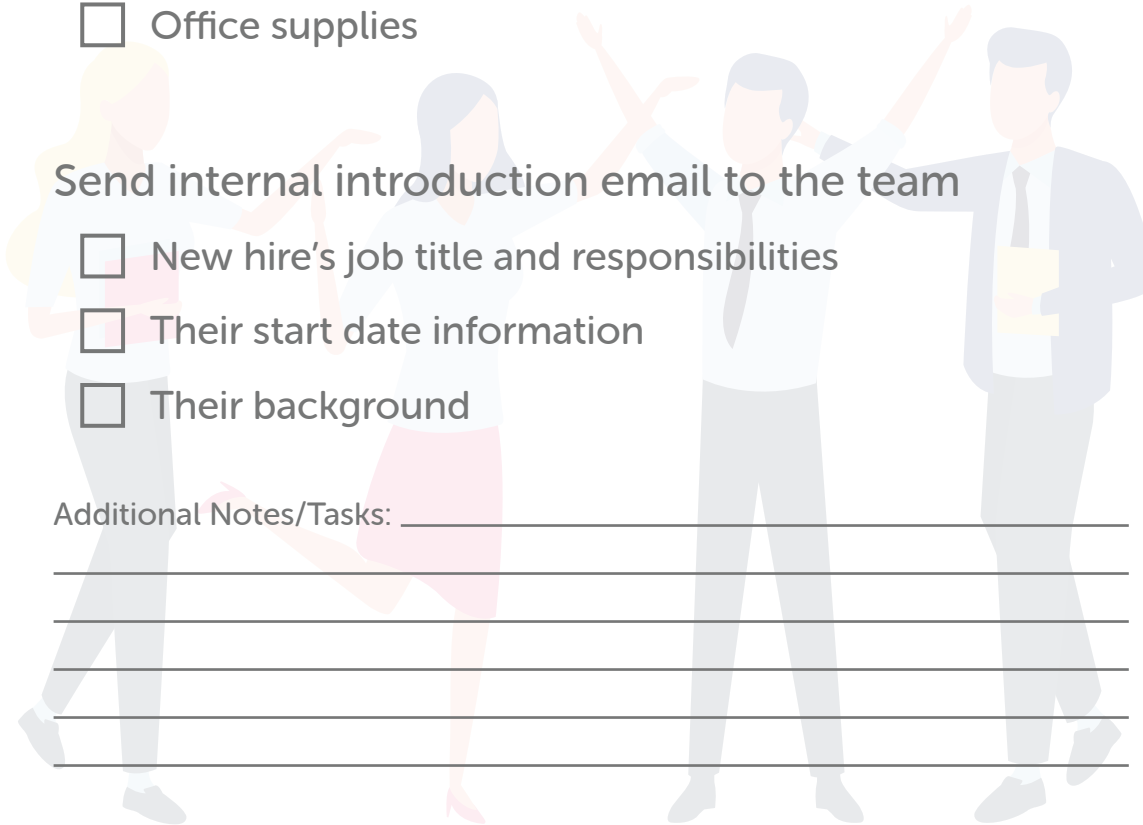 Office supplies
Send internal introduction email to the team
New hire’s job title and responsibilities
Their start date information
Their background
Additional Notes/Tasks: